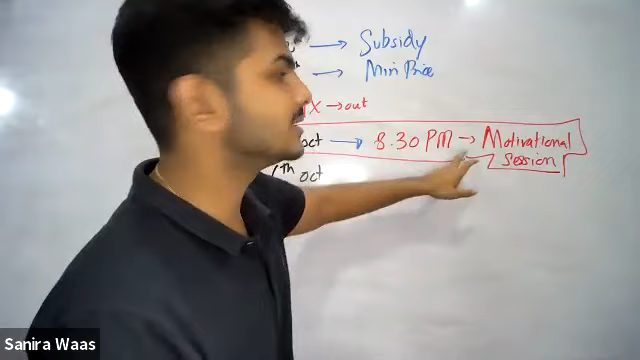 → Subsidy
→ Min Price
X → out
oct → 8.30 PM → Motivational
Session
7th oct
Sanira Waas